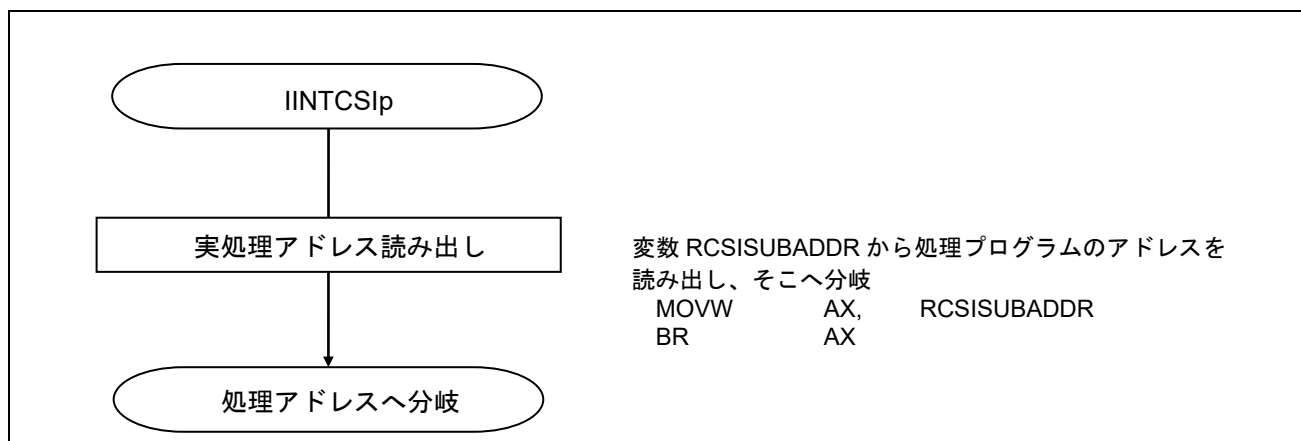 IINTCSIp
実処理アドレス読み出し
変数 RCSISUBADDR から処理プログラムのアドレスを
読み出し、そこへ分岐
MOVW AX, RCSISUBADDR
BR AX
処理アドレスへ分岐